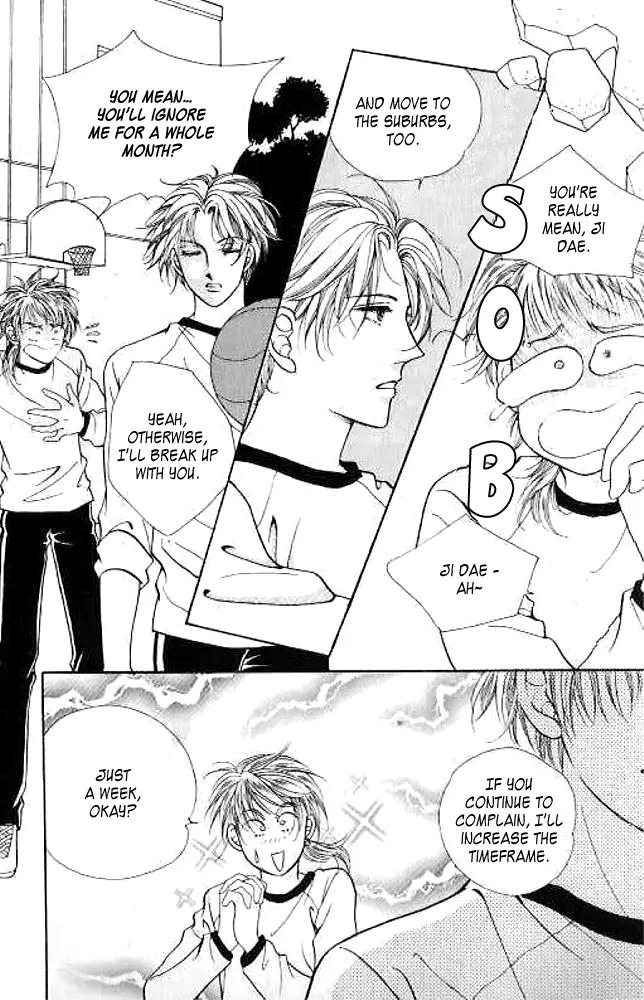 YOU MEAN...
YOU'LL IGNORE
ME FOR A WHOLE
MONTH?
YEAH,
OTHERWISE,
I'LL BREAK UP
WITH YOU.
AND MOVE TO
THE SUBURBS,
TOO.
YOU'RE
REALLY
MEAN, JI
DAE.
S
O
B
JI DAE -
AH~
JUST
A WEEK,
OKAY?
IF YOU
CONTINUE TO
COMPLAIN, I'LL
INCREASE THE
TIMEFRAME.